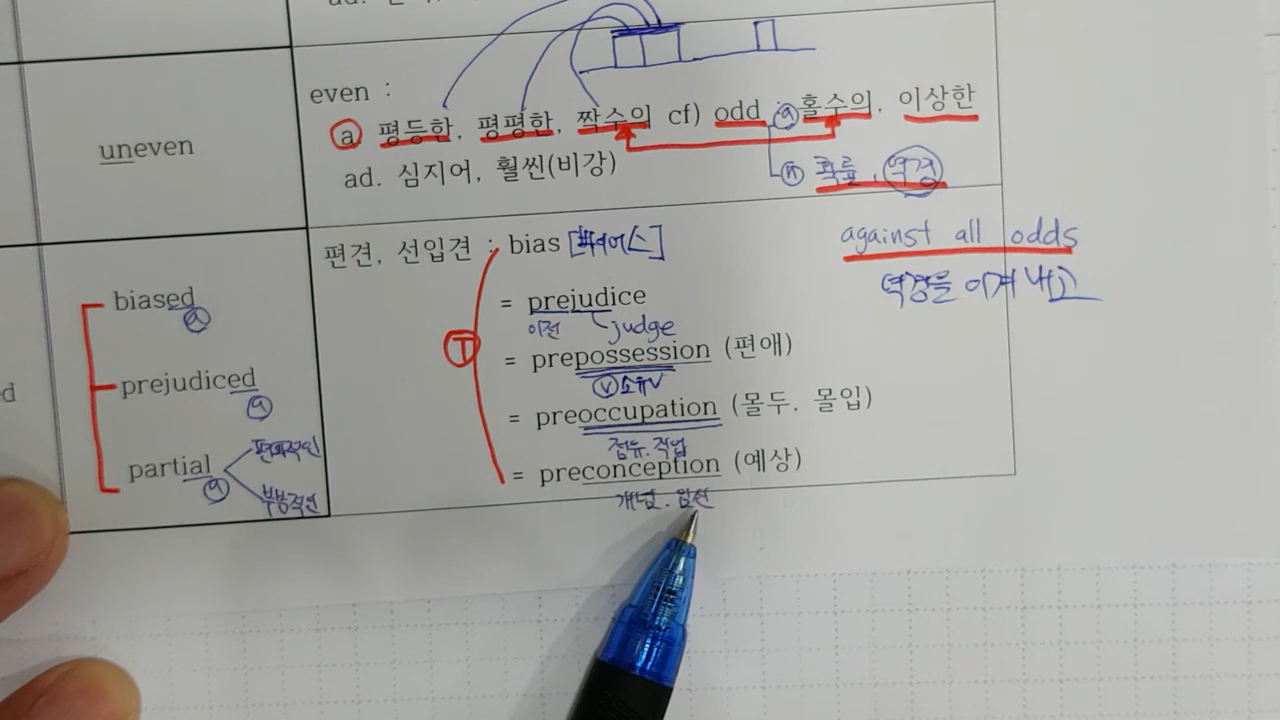 even :
ⓐ 평등한, 평평한, 짝수의 cf) odd : ⓐ 홀수의, 이상한
uneven
ad. 심지어, 훨씬(비강)
ⓝ 확률, 역경
편견, 선입견 : bias [바이어스]
against all odds
역경을 이겨 내고
biased
ⓐ
= prejudice
이전 judge
Ⓣ
= prepossession (편애)
ⓥ소유V
prejudiced
ⓐ
= preoccupation (몰두, 몰입)
점유. 직업
편파적인
partial
ⓐ
부분적인
= preconception (예상)
개념. 임신
d